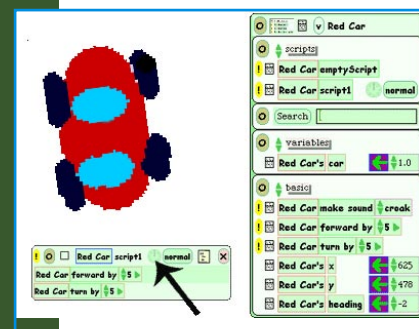 v Red Car
scripts
! Red Car emptyScript
! Red Car script1 normal
Search
variables
Red Car's car 1.0
basic
! Red Car make sound croak
! Red Car forward by 5
! Red Car turn by 5
Red Car's x 625
Red Car's y 478
Red Car's heading -2
! Red Car script1 normal
Red Car forward by 5
Red Car turn by 5